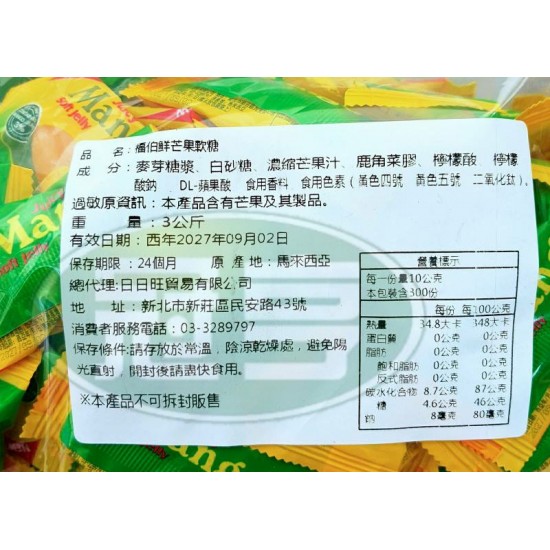 品 名:橘伯鮮芒果軟糖
成 分:麥芽糖漿、白砂糖、濃縮芒果汁、鹿角菜膠、檸檬酸、檸檬
酸鈉 、DL-蘋果酸 食用香料 食用色素(黃色四號 黃色五號 二氧化鈦)。
過敏原資訊:本產品含有芒果及其製品。
重 量:3公斤
有效日期:西年2027年09月02日
保存期限:24個月 原 產 地:馬來西亞
總代理:日日旺貿易有限公司
地 址:新北市新莊區民安路43號
消費者服務電話:03-3289797
保存條件:請存放於常溫,陰涼乾燥處,避免陽
光直射,開封後請盡快食用。
※本產品不可拆封販售
營養標示
每一份量10公克
本包裝含300份
每份 每100公克
熱量 34.8大卡 348大卡
蛋白質 0公克 0公克
脂肪 0公克 0公克
飽和脂肪 0公克 0公克
反式脂肪 0公克 0公克
碳水化合物 8.7公克 87公克
糖 4.6公克 46公克
鈉 8毫克 80毫克
Mang
Soft Jelly